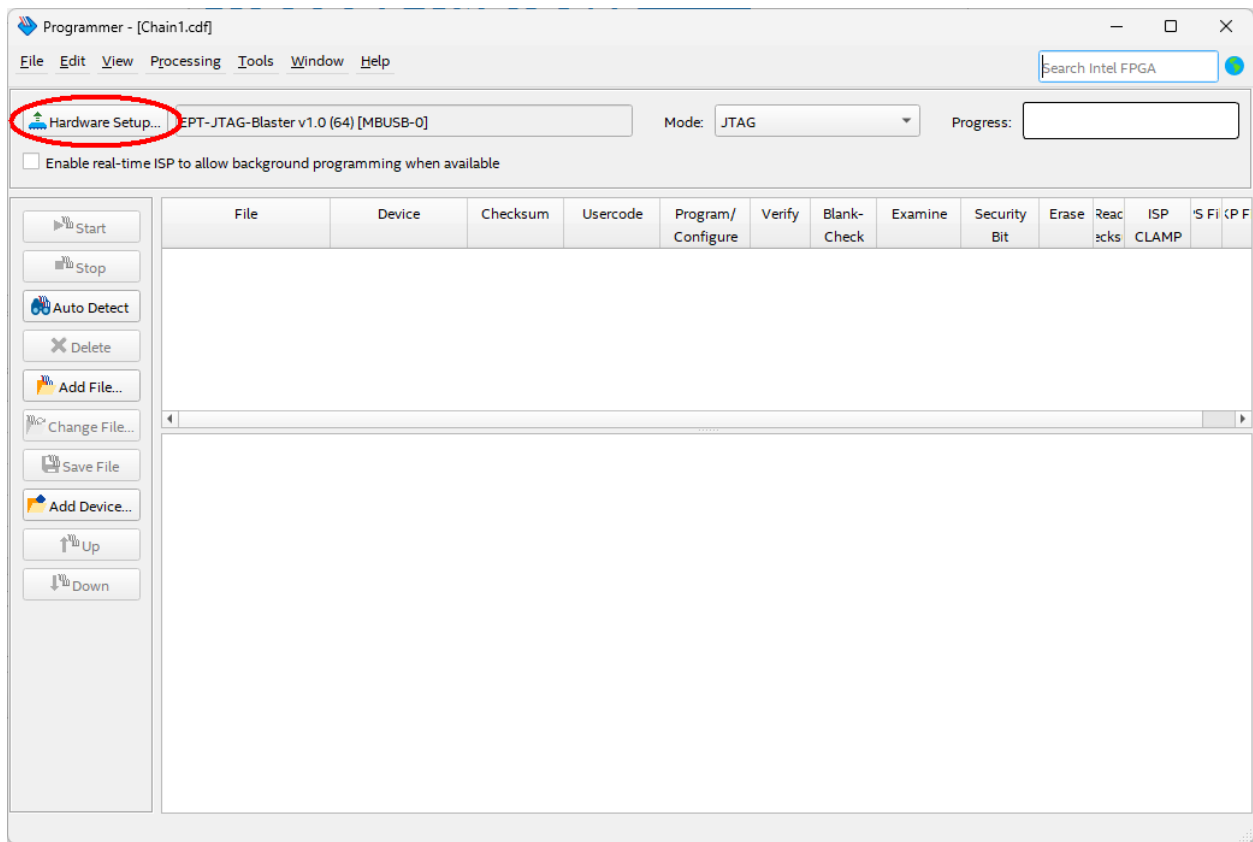 Programmer - [Chain1.cdf]
File Edit View Processing Tools Window Help
Search Intel FPGA
Hardware Setup... EPT-JTAG-Blaster v1.0 (64) [MBUSB-0] Mode: JTAG Progress:
Enable real-time ISP to allow background programming when available
File Device Checksum Usercode Program/ Verify Blank- Examine Security Erase ISP
Configure Check Bit CLAMP
Start
Stop
Auto Detect
Delete
Add File...
Change File...
Save File
Add Device...
Up
Down